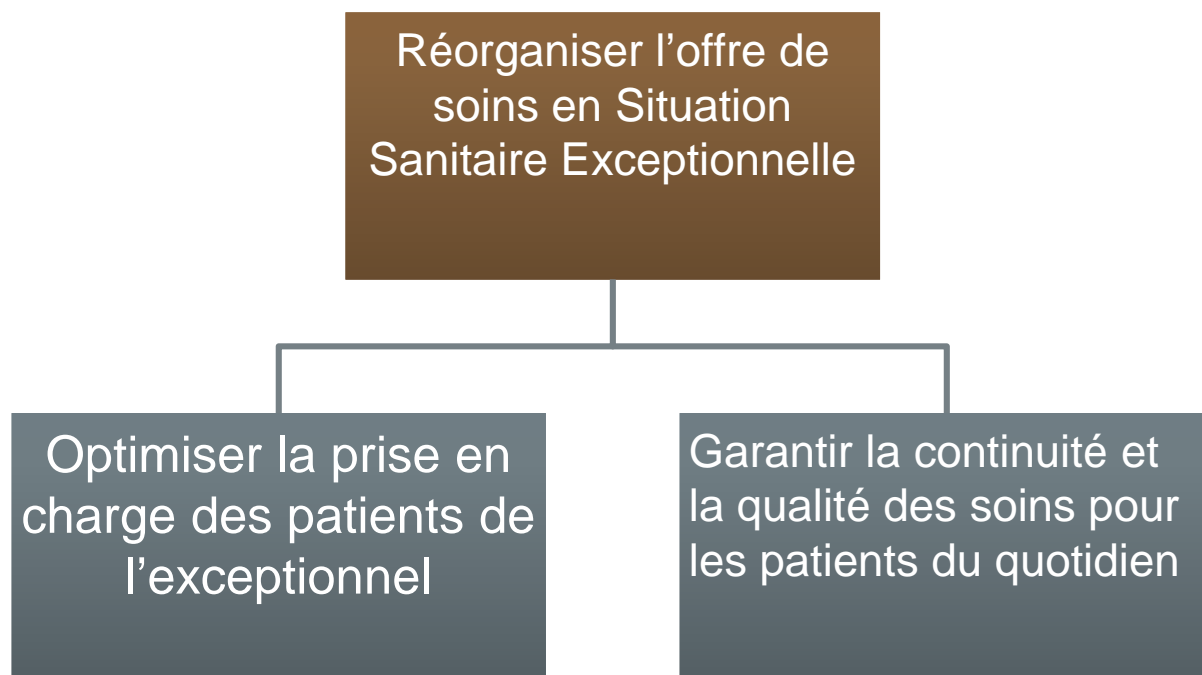 Réorganiser l’offre de
soins en Situation
Sanitaire Exceptionnelle
Optimiser la prise en
charge des patients de
l’exceptionnel
Garantir la continuité et
la qualité des soins pour
les patients du quotidien